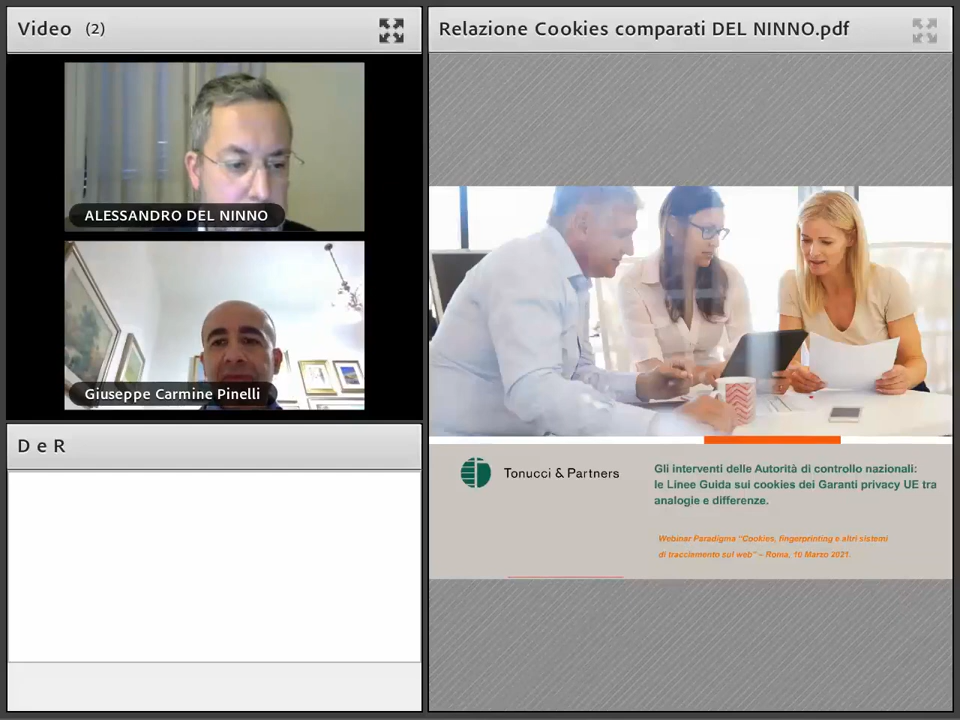 Video (2)
ALESSANDRO DEL NINNO
Giuseppe Carmine Pinelli
D e R
Relazione Cookies comparati DEL NINNO.pdf
Tonucci & Partners
Gli interventi delle Autorità di controllo nazionali:
le Linee Guida sui cookies dei Garanti privacy UE tra
analogie e differenze.
Webinar Paradigma “Cookies, fingerprinting e altri sistemi
di tracciamento sul web” – Roma, 10 Marzo 2021.